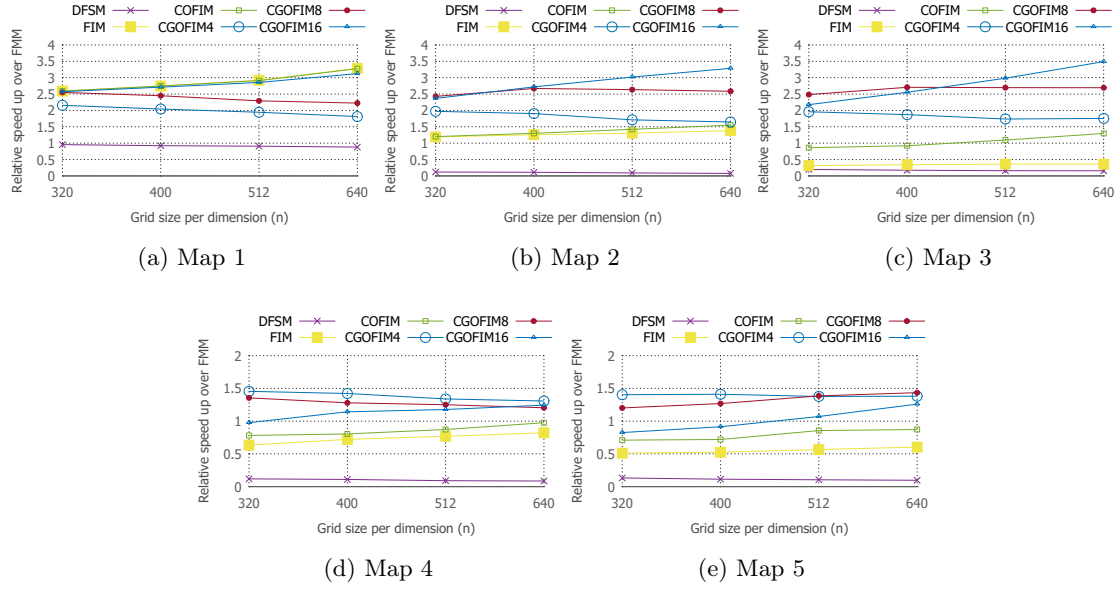 DFSM COFIM CGOFIM8
FIM CGOFIM4 CGOFIM16
Relative speed up over FMM
4
3.5
3
2.5
2
1.5
1
0.5
0
320 400 512 640
Grid size per dimension (n)
(a) Map 1
DFSM COFIM CGOFIM8
FIM CGOFIM4 CGOFIM16
Relative speed up over FMM
4
3.5
3
2.5
2
1.5
1
0.5
0
320 400 512 640
Grid size per dimension (n)
(b) Map 2
DFSM COFIM CGOFIM8
FIM CGOFIM4 CGOFIM16
Relative speed up over FMM
4
3.5
3
2.5
2
1.5
1
0.5
0
320 400 512 640
Grid size per dimension (n)
(c) Map 3
DFSM COFIM CGOFIM8
FIM CGOFIM4 CGOFIM16
Relative speed up over FMM
2
1.5
1
0.5
0
320 400 512 640
Grid size per dimension (n)
(d) Map 4
DFSM COFIM CGOFIM8
FIM CGOFIM4 CGOFIM16
Relative speed up over FMM
2
1.5
1
0.5
0
320 400 512 640
Grid size per dimension (n)
(e) Map 5